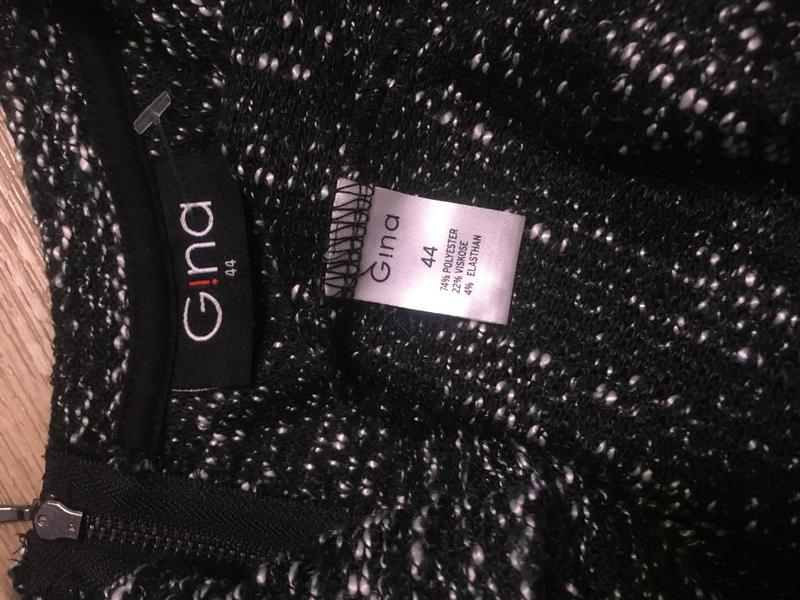 Gina
44
Gina
44
74% POLYESTER
22% VISKOSE
4% ELASTHAN